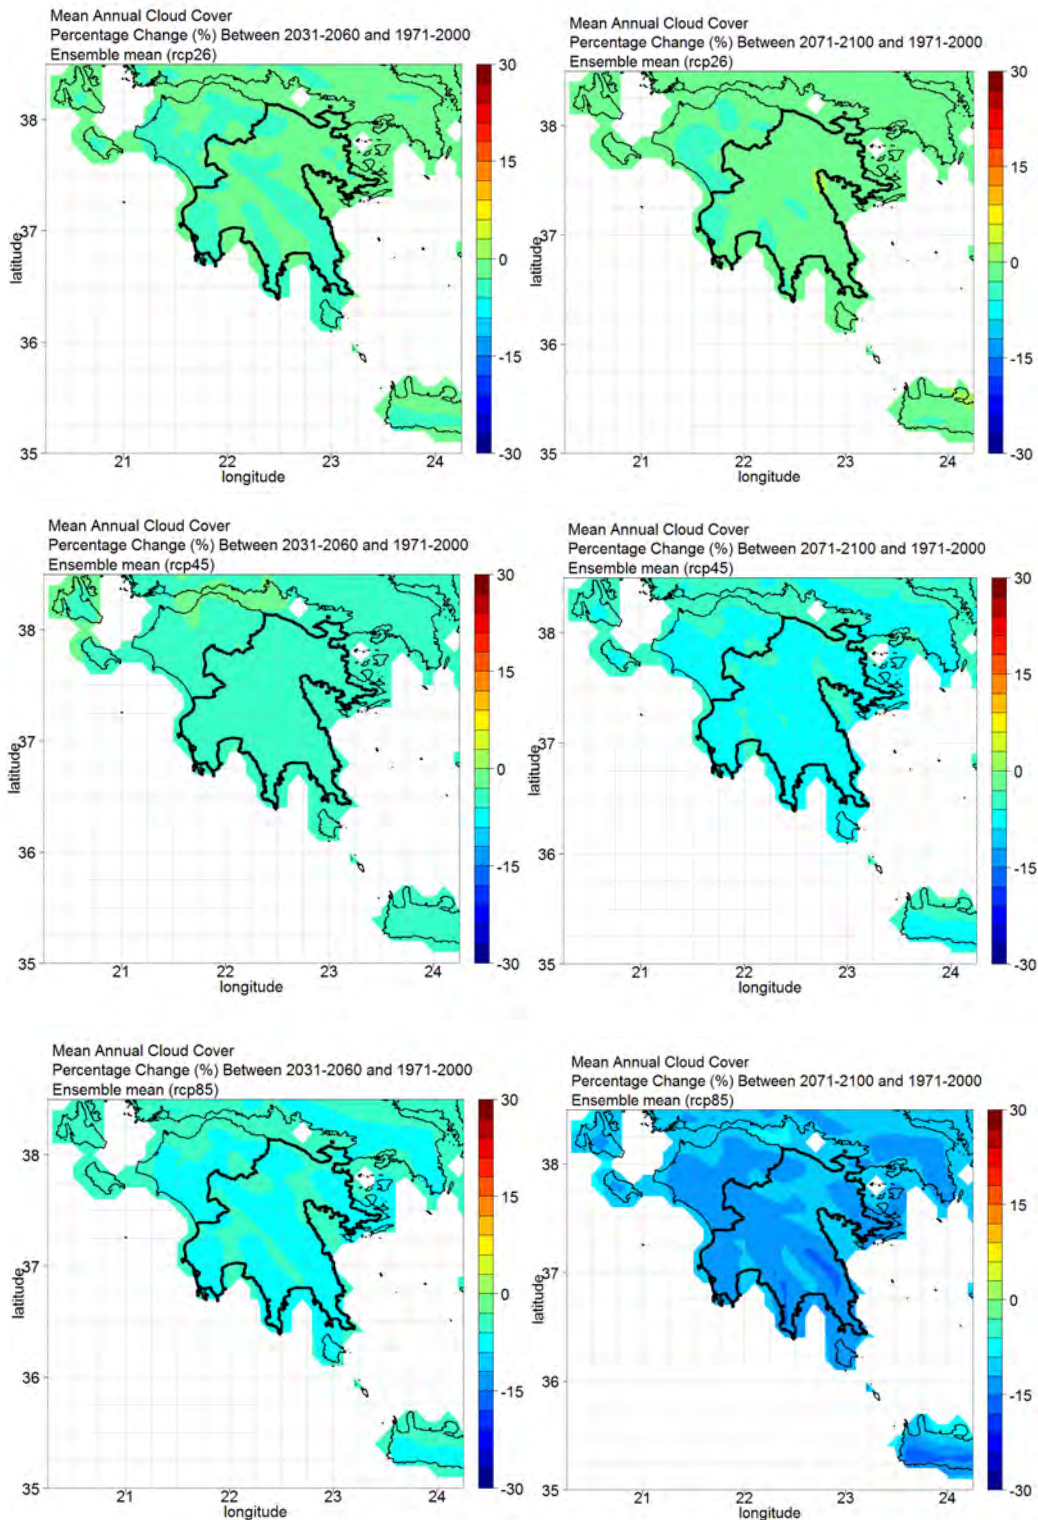 Mean Annual Cloud Cover
Percentage Change (%) Between 2031-2060 and 1971-2000
Ensemble mean (rcp26)
30
15
0
-15
-30
38
37
36
35
latitude
21
22
23
24
longitude
Mean Annual Cloud Cover
Percentage Change (%) Between 2071-2100 and 1971-2000
Ensemble mean (rcp26)
30
15
0
-15
-30
38
37
36
35
latitude
21
22
23
24
longitude
Mean Annual Cloud Cover
Percentage Change (%) Between 2031-2060 and 1971-2000
Ensemble mean (rcp45)
30
15
0
-15
-30
38
37
36
35
latitude
21
22
23
24
longitude
Mean Annual Cloud Cover
Percentage Change (%) Between 2071-2100 and 1971-2000
Ensemble mean (rcp45)
30
15
0
-15
-30
38
37
36
35
latitude
21
22
23
24
longitude
Mean Annual Cloud Cover
Percentage Change (%) Between 2031-2060 and 1971-2000
Ensemble mean (rcp85)
30
15
0
-15
-30
38
37
36
35
latitude
21
22
23
24
longitude
Mean Annual Cloud Cover
Percentage Change (%) Between 2071-2100 and 1971-2000
Ensemble mean (rcp85)
30
15
0
-15
-30
38
37
36
35
latitude
21
22
23
24
longitude